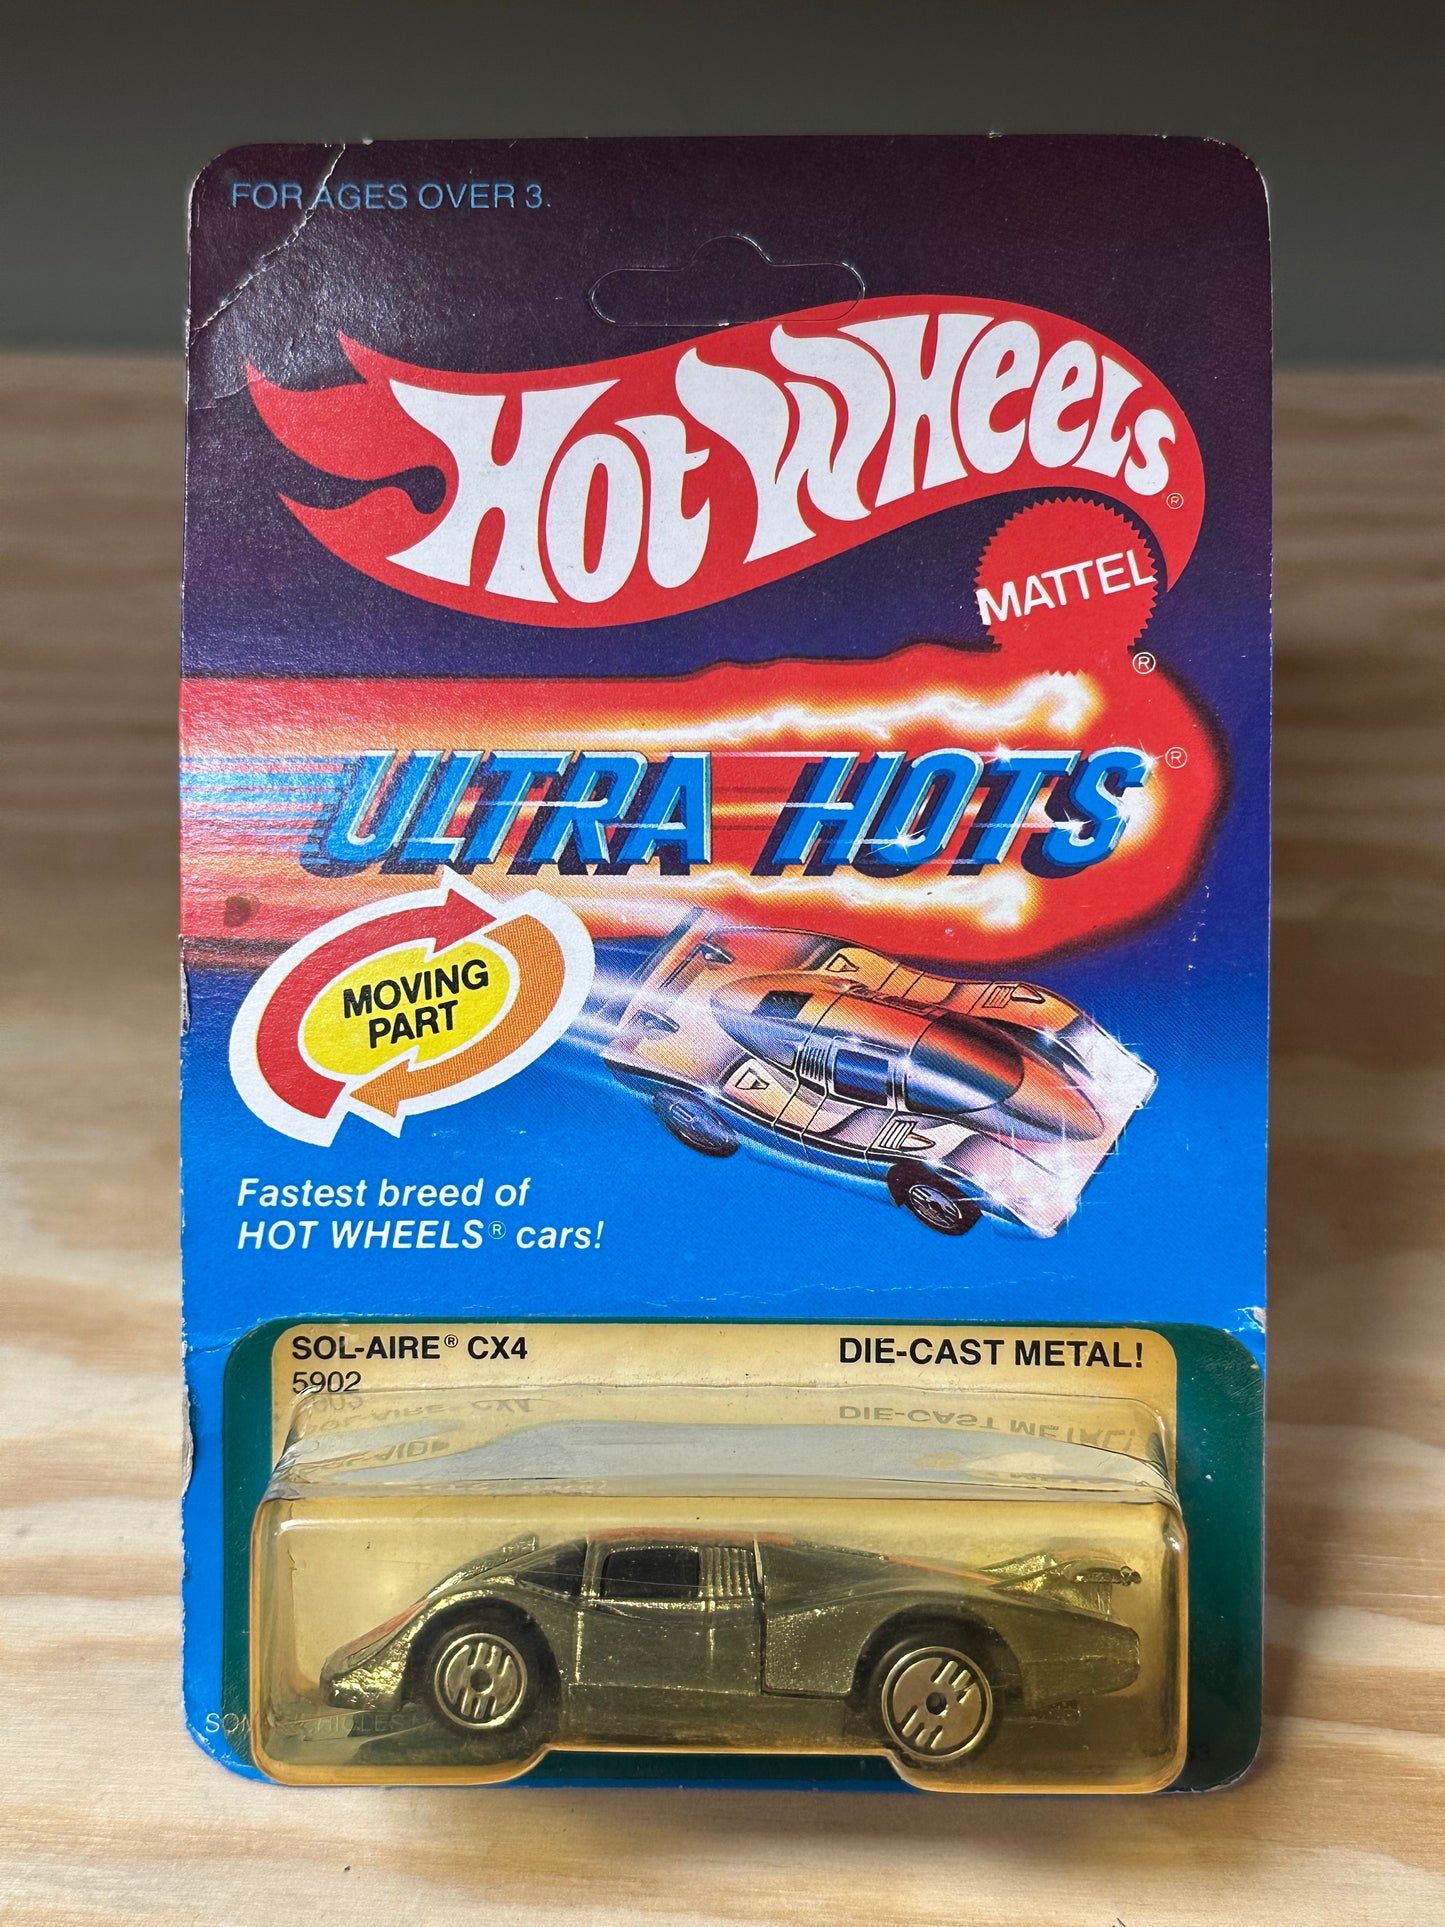 FOR AGES OVER 3.
HOT WHEELS®
MATTEL®
ULTRA HOTS®
MOVING
PART
Fastest breed of
HOT WHEELS® cars!
SOL-AIRE® CX4
DIE-CAST METAL!
5902